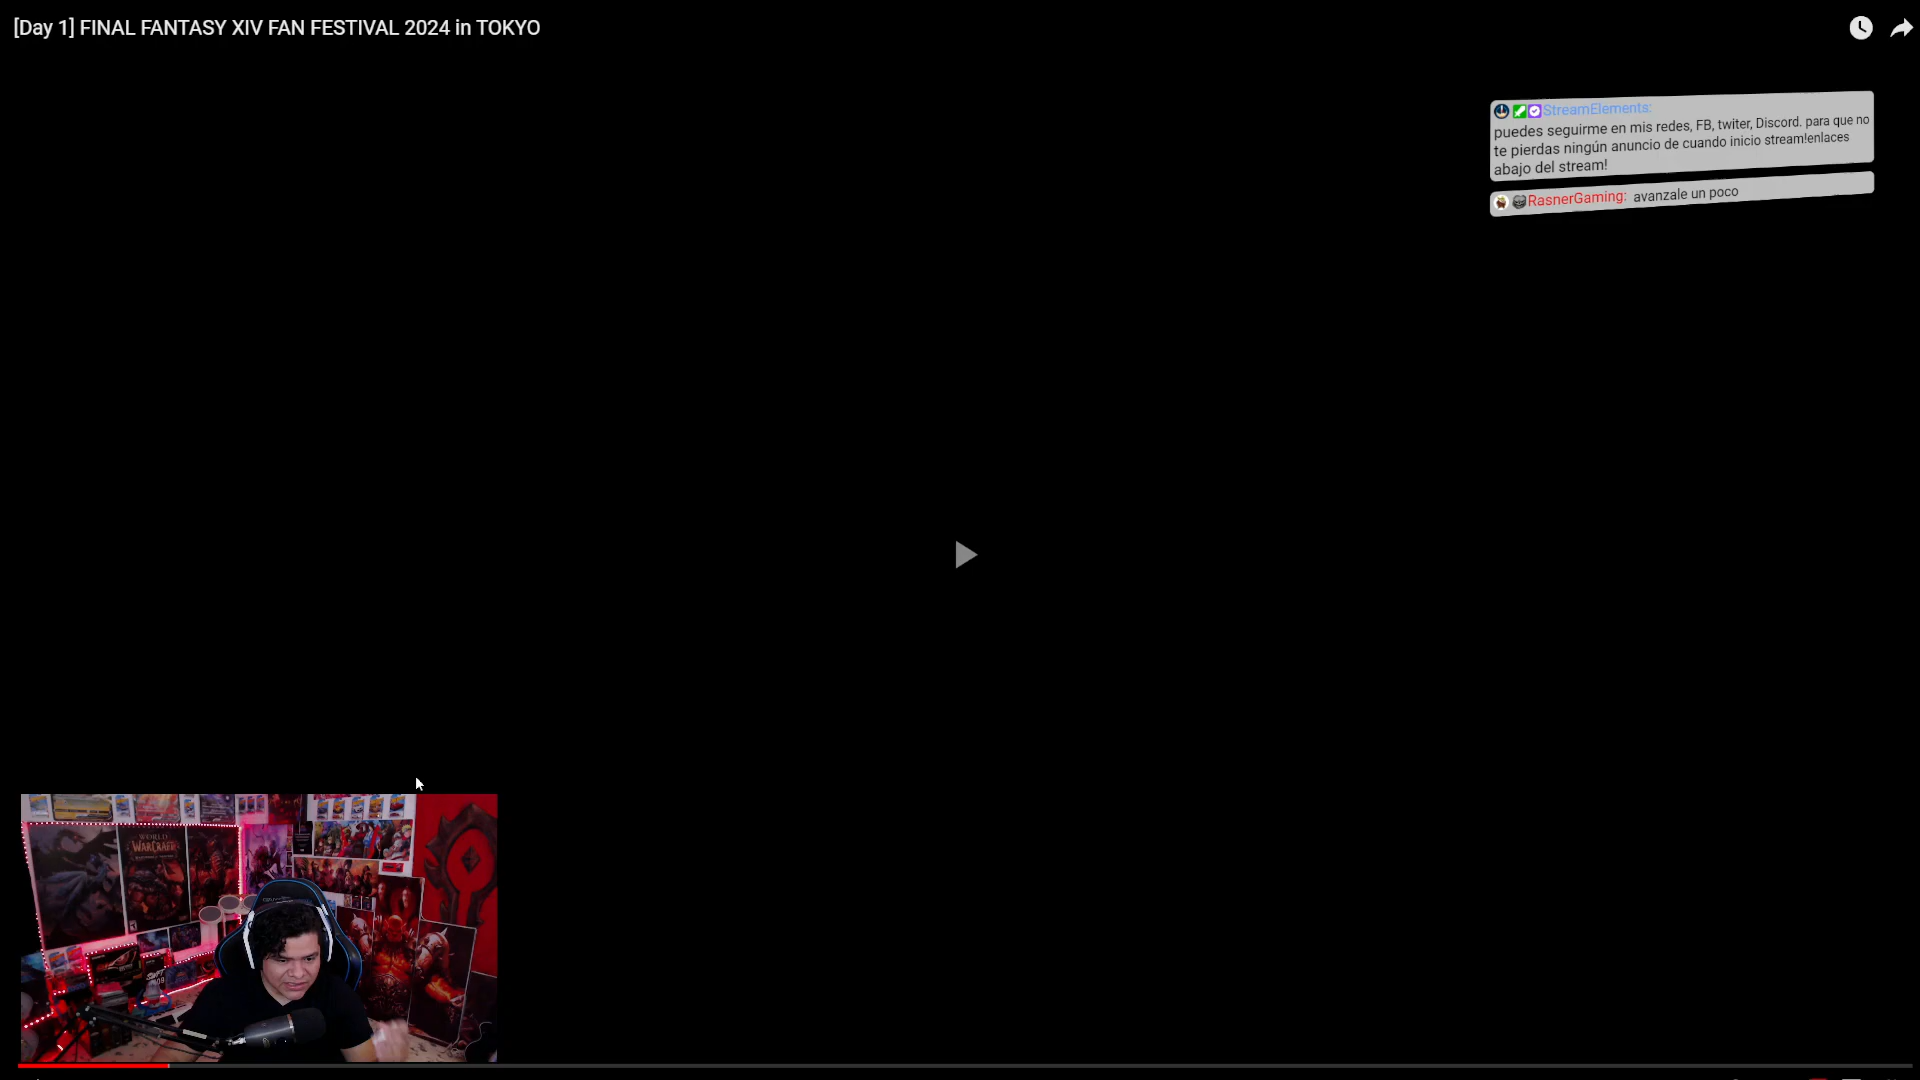 [Day 1] FINAL FANTASY XIV FAN FESTIVAL 2024 in TOKYO
StreamElements:
puedes seguirme en mis redes, FB, twiter, Discord. para que no
te pierdas ningún anuncio de cuando inicio stream!enlaces
abajo del stream!
RasnerGaming: avanzale un poco
WORLD
WARCRAFT